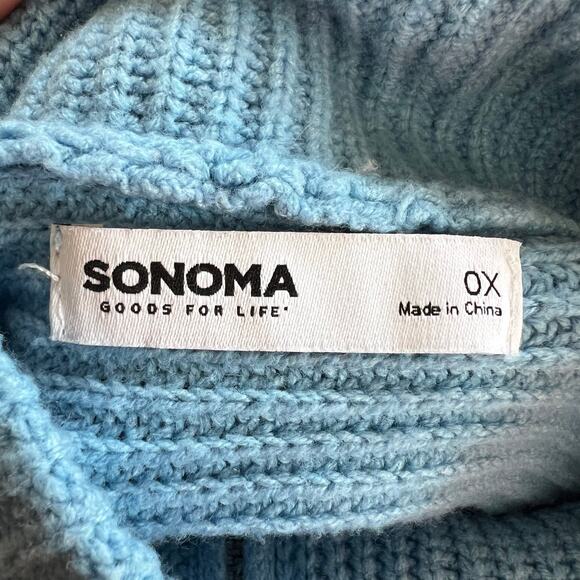 SONOMA
GOODS FOR LIFE•
0X
Made in China